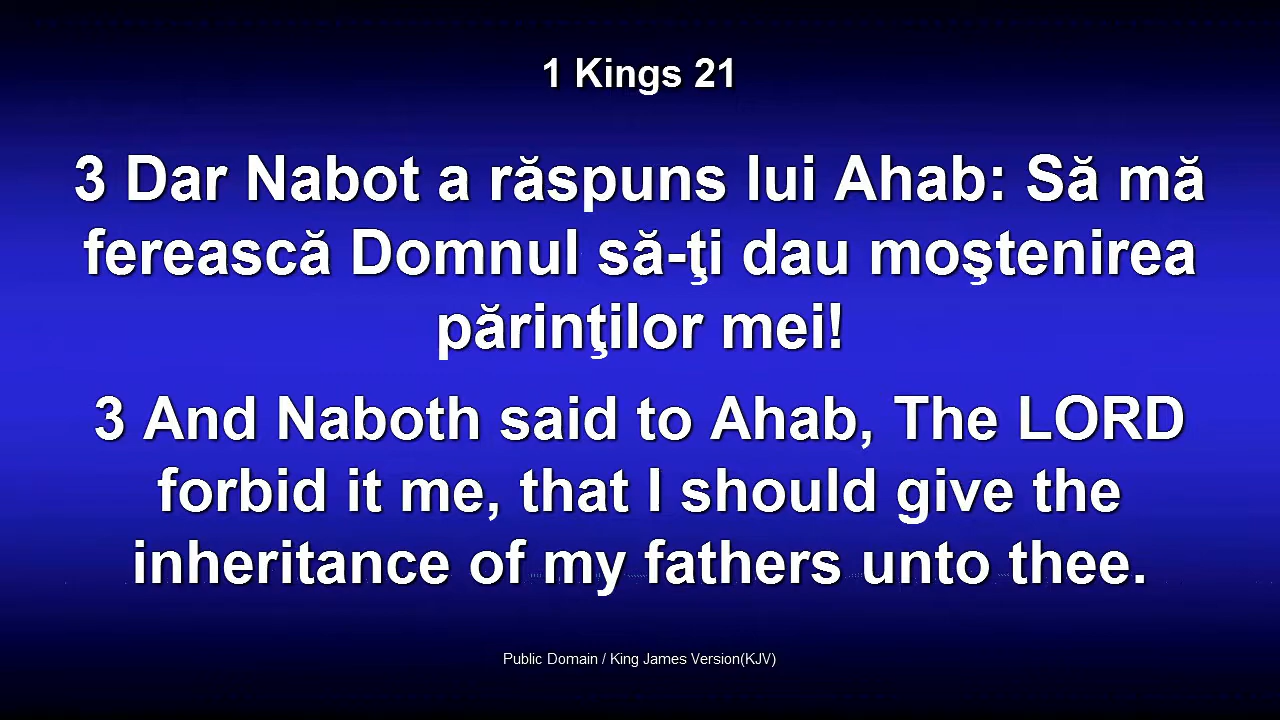 1 Kings 21
3 Dar Nabot a răspuns lui Ahab: Să mă
ferească Domnul să-ţi dau moştenirea
părinţilor mei!
3 And Naboth said to Ahab, The LORD
forbid it me, that I should give the
inheritance of my fathers unto thee.
Public Domain / King James Version(KJV)